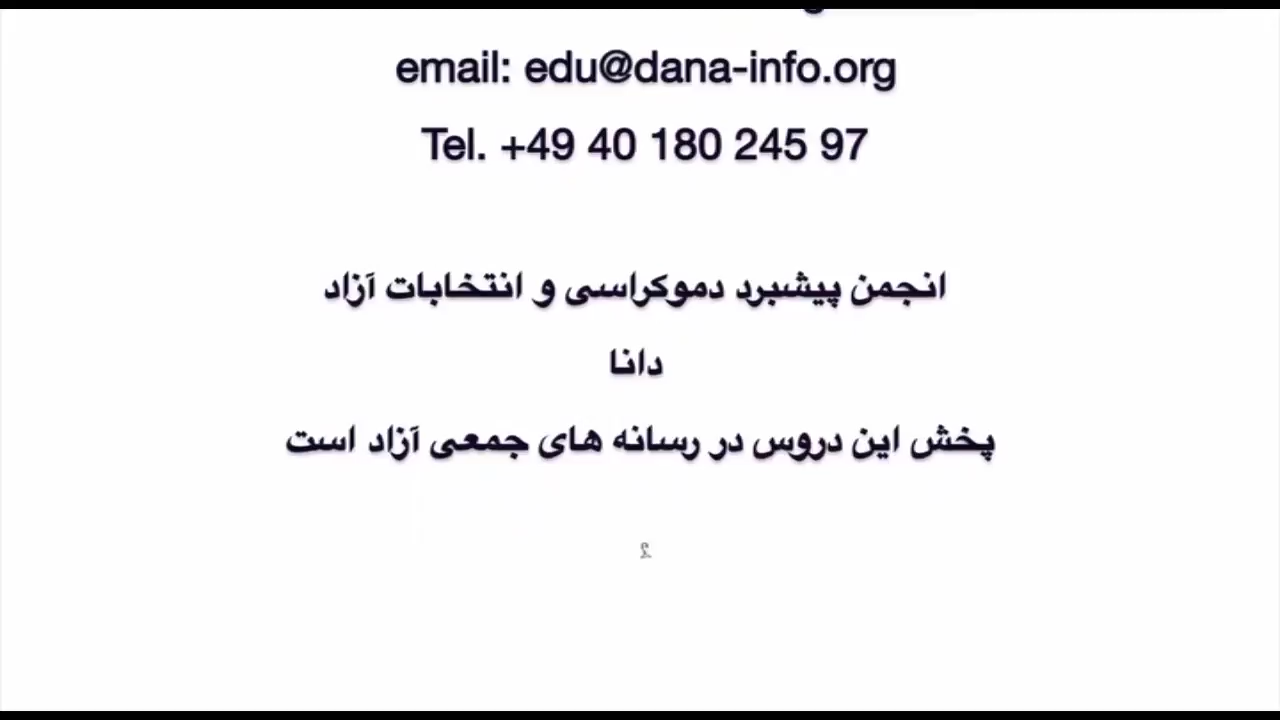 email: edu@dana-info.org
Tel. +49 40 180 245 97
انجمن پیشبرد دموکراسی و انتخابات آزاد
دانا
پخش این دروس در رسانه های جمعی آزاد است